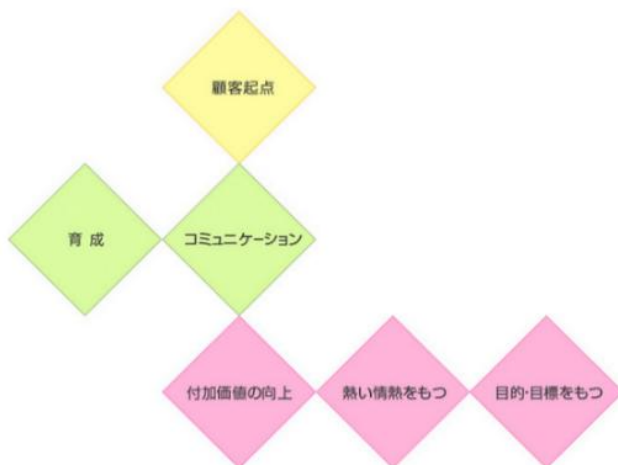 顧客起点
育 成
コミュニケーション
付加価値の向上
熱い情熱をもつ
目的・目標をもつ